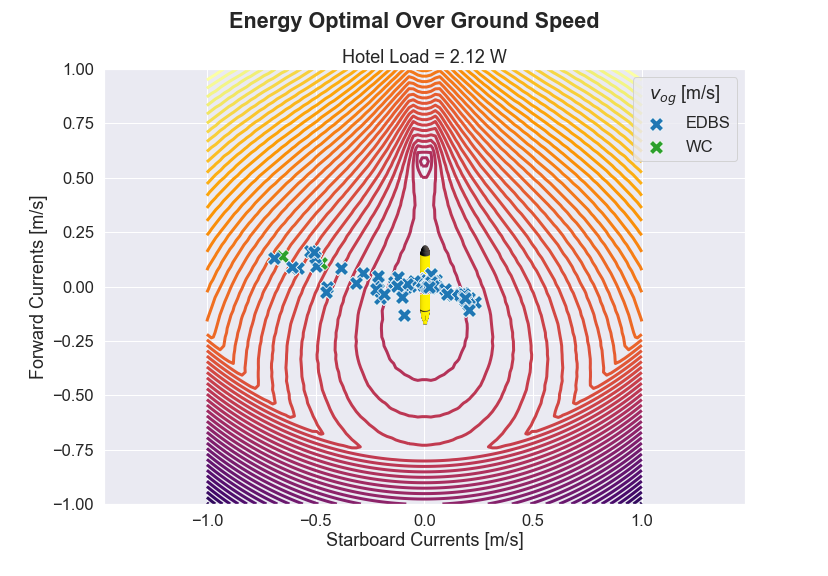 Energy Optimal Over Ground Speed
Hotel Load = 2.12 W
v_og [m/s]
EDBS
WC
Forward Currents [m/s]
1.00
0.75
0.50
0.25
0.00
−0.25
−0.50
−0.75
−1.00
−1.0
−0.5
0.0
0.5
1.0
Starboard Currents [m/s]